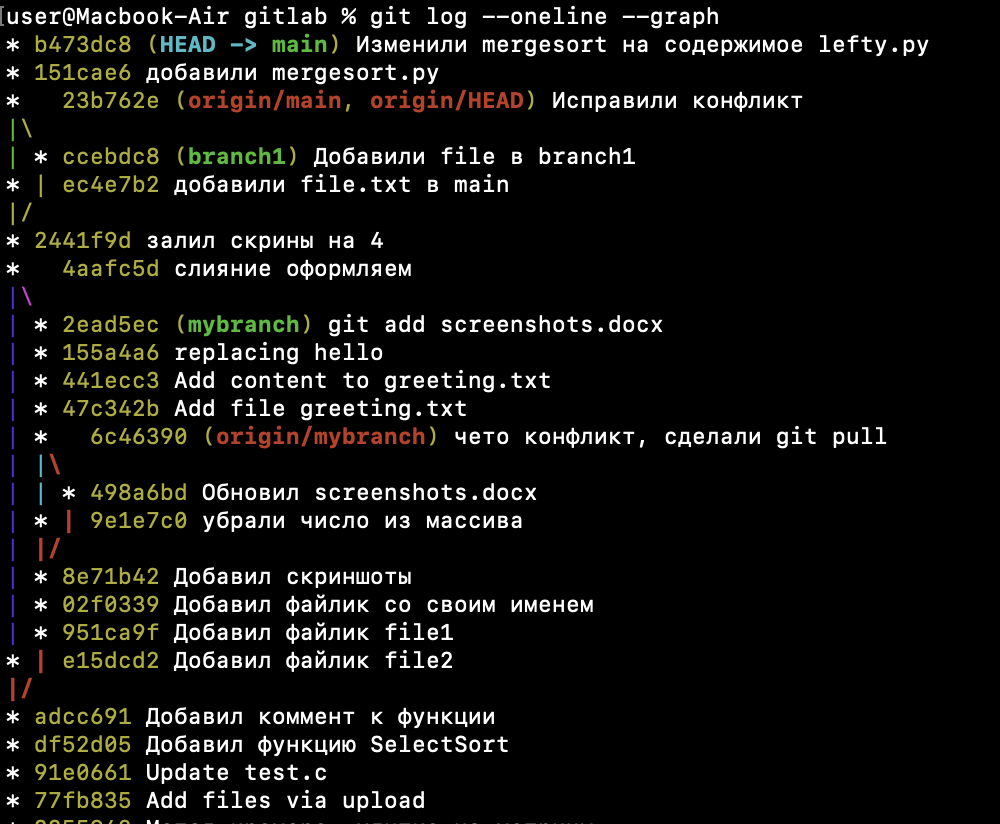 user@Macbook-Air gitlab % git log --oneline --graph
* b473dc8 (HEAD -> main) Изменили mergesort на содержимое lefty.py
* 151cae6 добавили mergesort.py
*   23b762e (origin/main, origin/HEAD) Исправили конфликт
|\
| * ccebdc8 (branch1) Добавили file в branch1
* | ec4e7b2 добавили file.txt в main
|/
* 2441f9d залил скрины на 4
*   4aafc5d слияние оформляем
|\
| * 2ead5ec (mybranch) git add screenshots.docx
| * 155a4a6 replacing hello
| * 441ecc3 Add content to greeting.txt
| * 47c342b Add file greeting.txt
| *   6c46390 (origin/mybranch) чето конфликт, сделали git pull
| |\
| | * 498a6bd Обновил screenshots.docx
| * | 9e1e7c0 убрали число из массива
| |/
| * 8e71b42 Добавил скриншоты
| * 02f0339 Добавил файлик со своим именем
| * 951ca9f Добавил файлик file1
* | e15dcd2 Добавил файлик file2
|/
* adcc691 Добавил коммент к функции
* df52d05 Добавил функцию SelectSort
* 91e0661 Update test.c
* 77fb835 Add files via upload